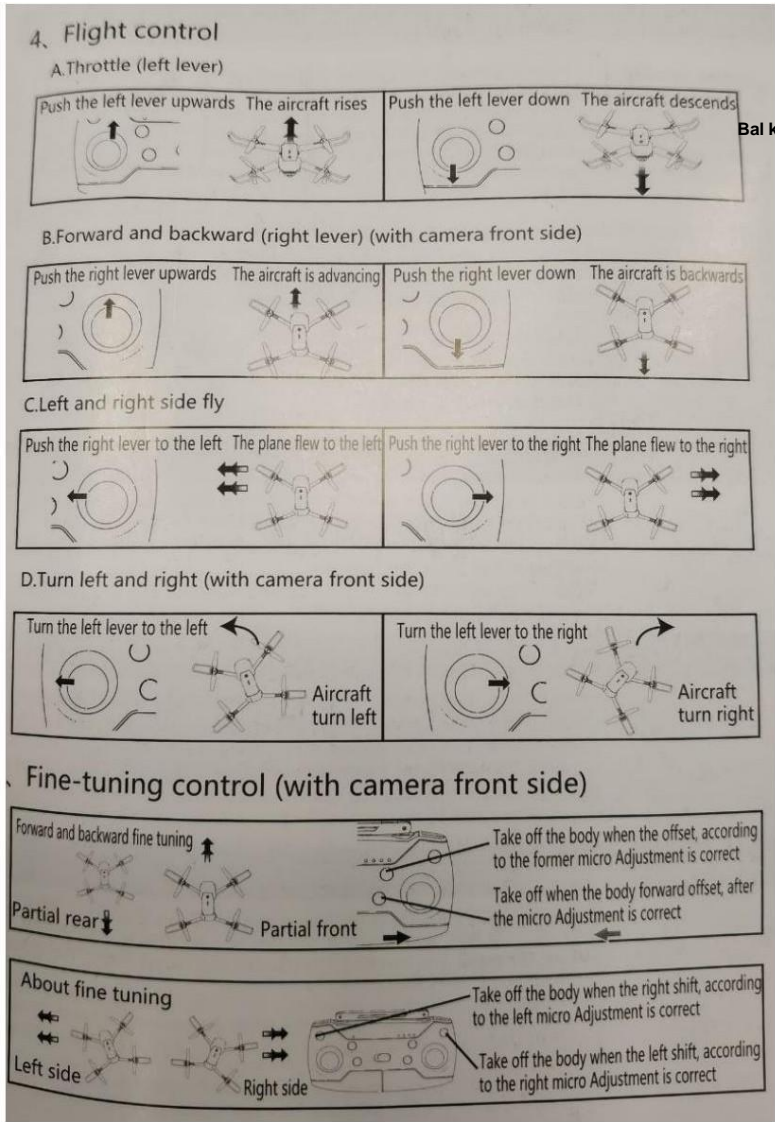 4、Flight control
A.Throttle (left lever)
Push the left lever upwards The aircraft rises Push the left lever down The aircraft descends
Bal k
B.Forward and backward (right lever) (with camera front side)
Push the right lever upwards The aircraft is advancing Push the right lever down The aircraft is backwards
C.Left and right side fly
Push the right lever to the left The plane flew to the left Push the right lever to the right The plane flew to the right
D.Turn left and right (with camera front side)
Turn the left lever to the left
Aircraft
turn left
Turn the left lever to the right
Aircraft
turn right
Fine-tuning control (with camera front side)
Forward and backward fine tuning
Partial rear
Partial front
Take off the body when the offset, according
to the former micro Adjustment is correct
Take off when the body forward offset, after
the micro Adjustment is correct
About fine tuning
Left side
Right side
Take off the body when the right shift, according
to the left micro Adjustment is correct
Take off the body when the left shift, according
to the right micro Adjustment is correct